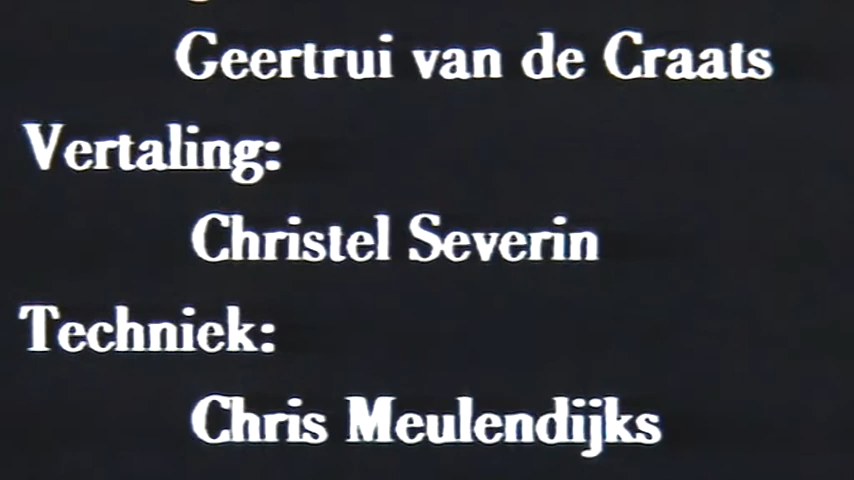 Geertrui van de Craats
Vertaling:
Christel Severin
Techniek:
Chris Meulendijks